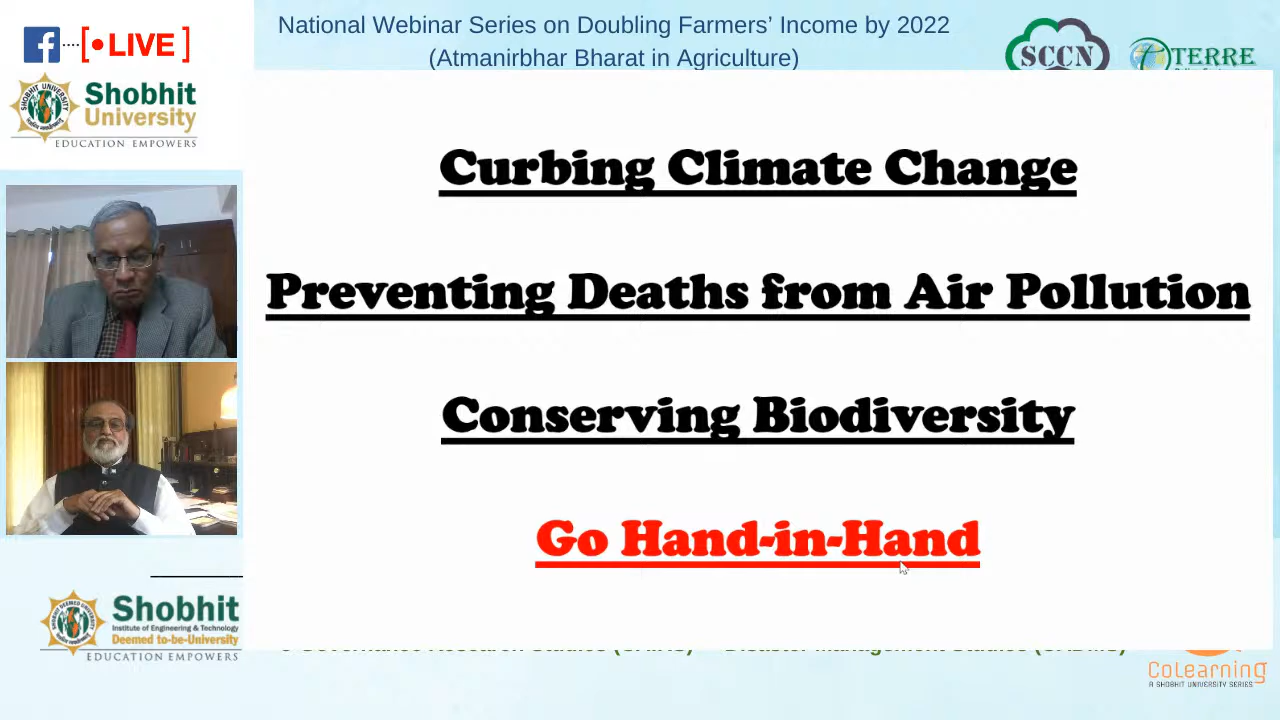 National Webinar Series on Doubling Farmers' Income by 2022
(Atmanirbhar Bharat in Agriculture)
[•LIVE]
SCCN
TERRE
Shobhit
University
EDUCATION EMPOWERS
Curbing Climate Change
Preventing Deaths from Air Pollution
Conserving Biodiversity
Go Hand-in-Hand
Shobhit
Institute of Engineering & Technology
Deemed to-be-University
EDUCATION EMPOWERS
CoLearning
A SHOBHIT UNIVERSITY SERIES